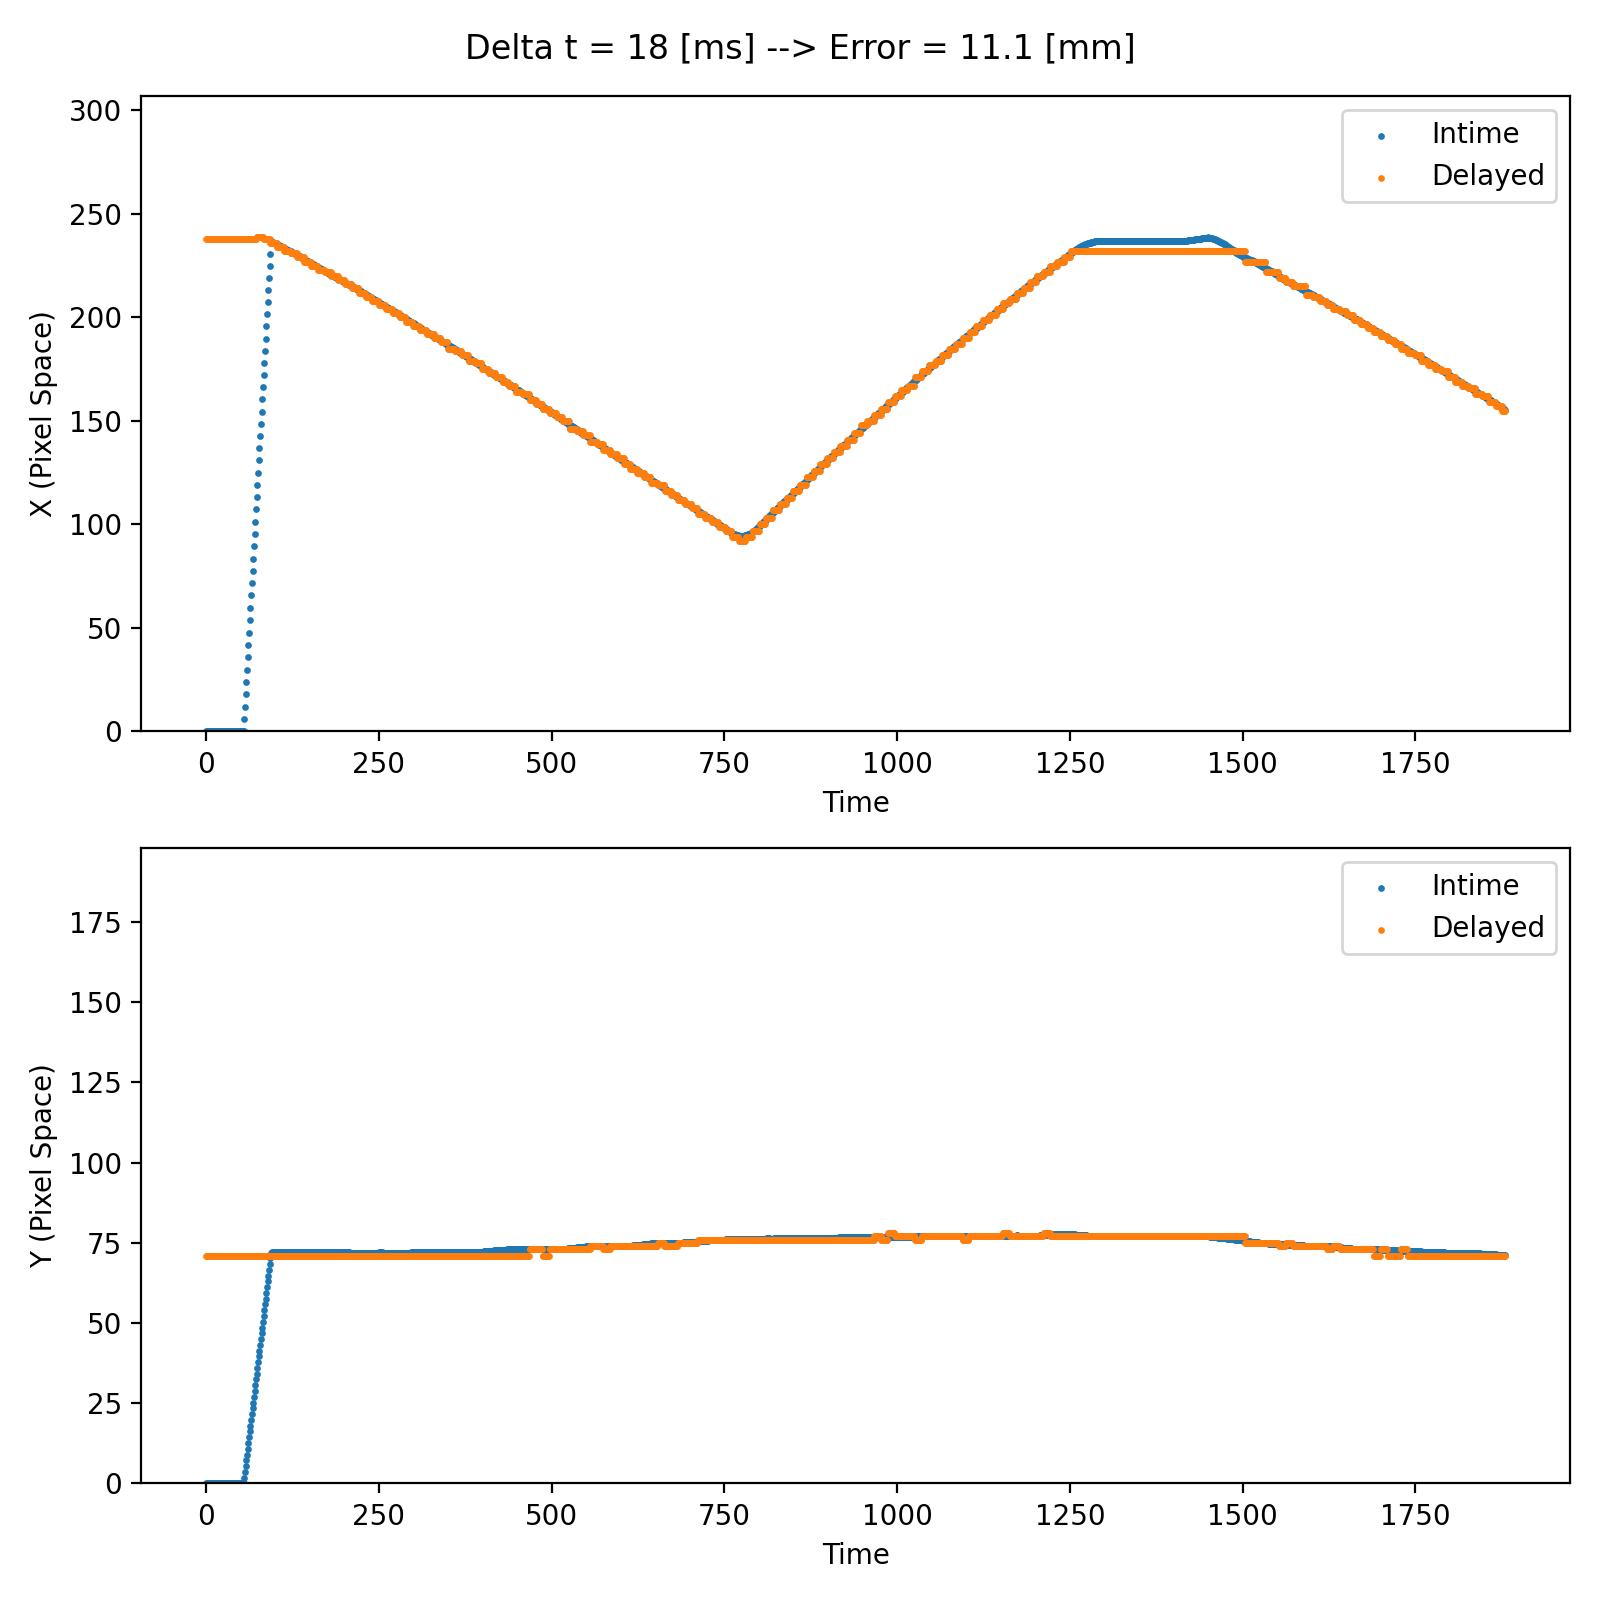 Delta t = 18 [ms] --> Error = 11.1 [mm]
300
250
200
150
100
50
0
X (Pixel Space)
Intime
Delayed
0 250 500 750 1000 1250 1500 1750
Time
175
150
125
100
75
50
25
0
Y (Pixel Space)
Intime
Delayed
0 250 500 750 1000 1250 1500 1750
Time